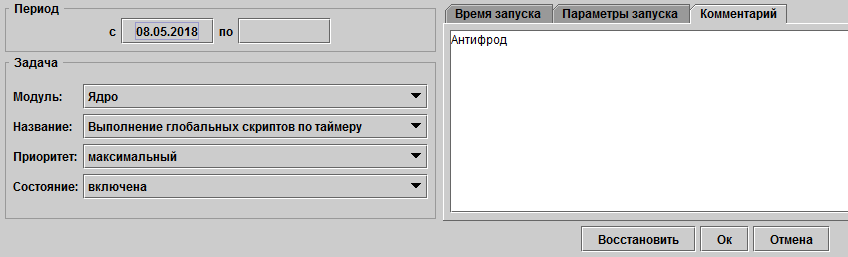 Период
с 08.05.2018 по
Задача
Модуль: Ядро
Название: Выполнение глобальных скриптов по таймеру
Приоритет: максимальный
Состояние: включена
Время запуска Параметры запуска Комментарий
Антифрод
Восстановить Ок Отмена